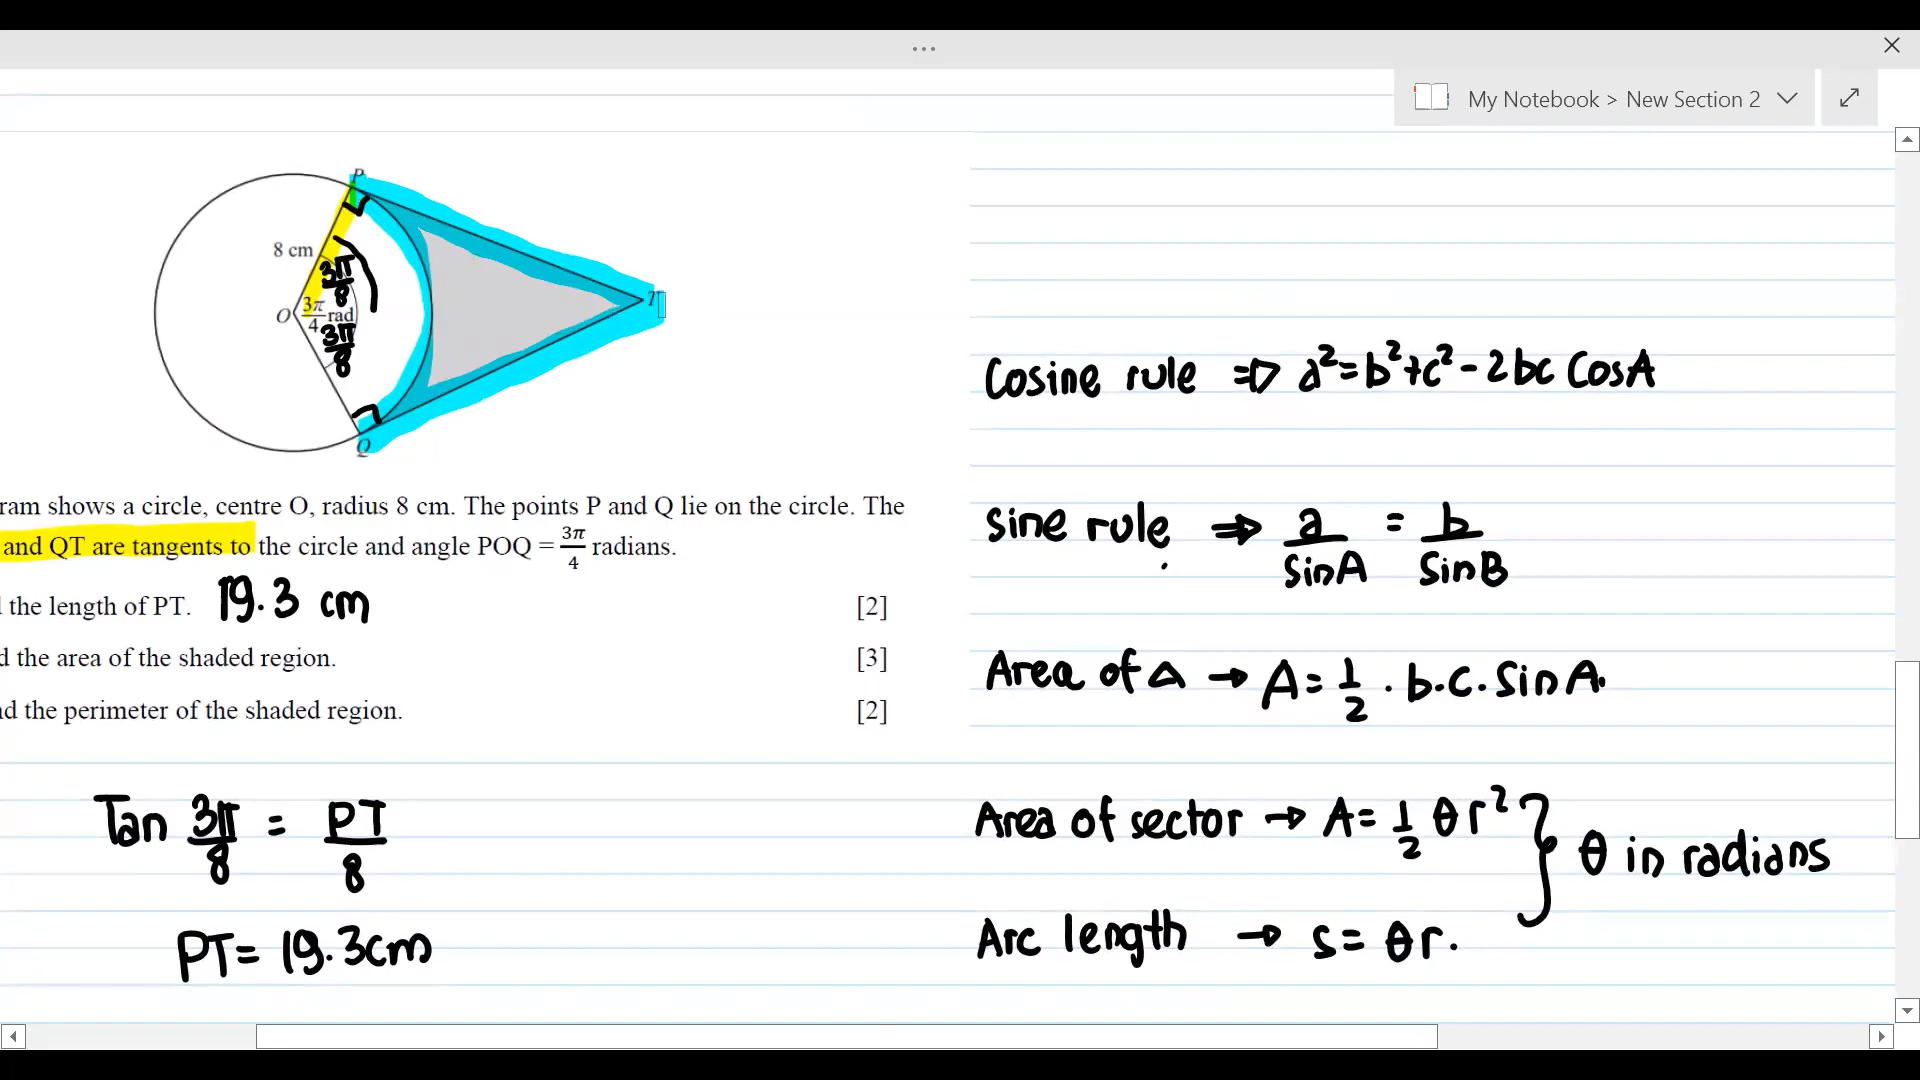 ...
My Notebook > New Section 2
P
8 cm
3π/8
O 3π/4 rad
3π/8
T
Q
ram shows a circle, centre O, radius 8 cm. The points P and Q lie on the circle. The
and QT are tangents to the circle and angle POQ = 3π/4 radians.
the length of PT. 19.3 cm [2]
d the area of the shaded region. [3]
nd the perimeter of the shaded region. [2]
Tan 3π/8 = PT/8
PT = 19.3cm
Cosine rule => a² = b² + c² - 2bc CosA
Sine rule => a/SinA = b/SinB
Area of Δ → A = 1/2 . b.c. Sin A.
Area of sector → A = 1/2 θ r² } θ in radians
Arc length → s = θr.